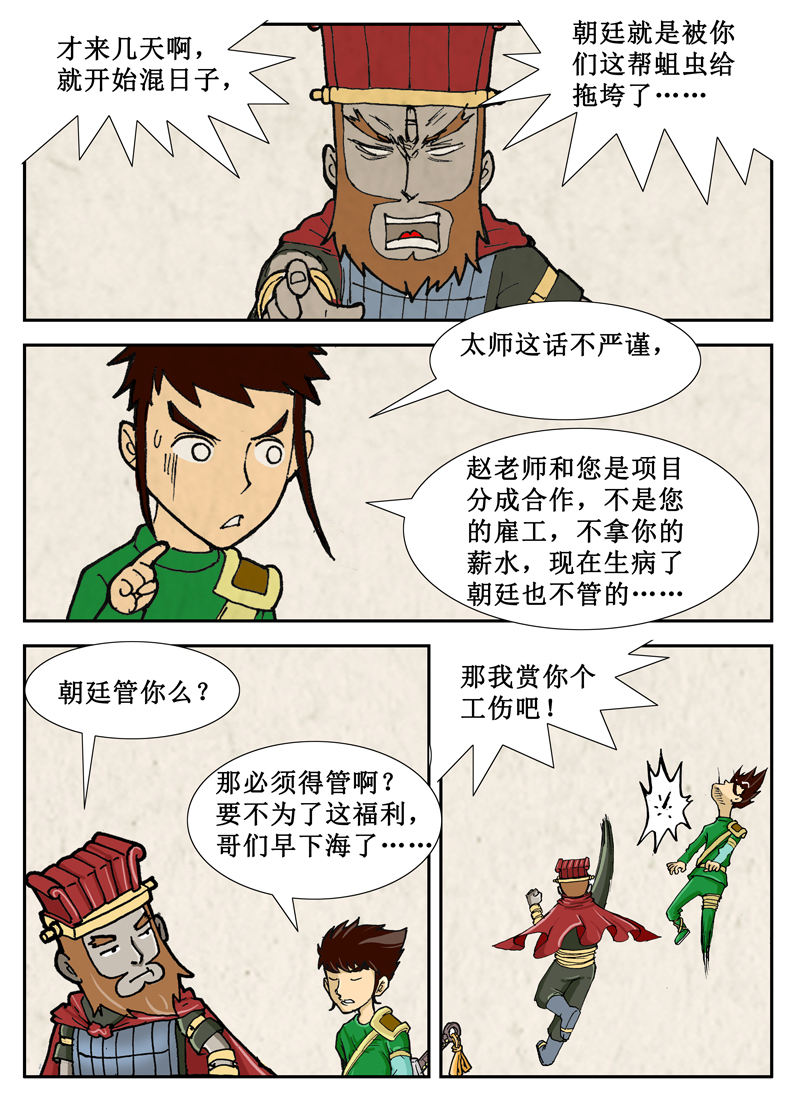 才来几天啊，
就开始混日子，
朝廷就是被你
们这帮蛆虫给
拖垮了……
太师这话不严谨，
赵老师和您是项目
分成合作，不是您
的雇工，不拿你的
薪水，现在生病了
朝廷也不管的……
朝廷管你么？
那必须得管啊？
要不为了这福利，
哥们早下海了……
那我赏你个
工伤吧！